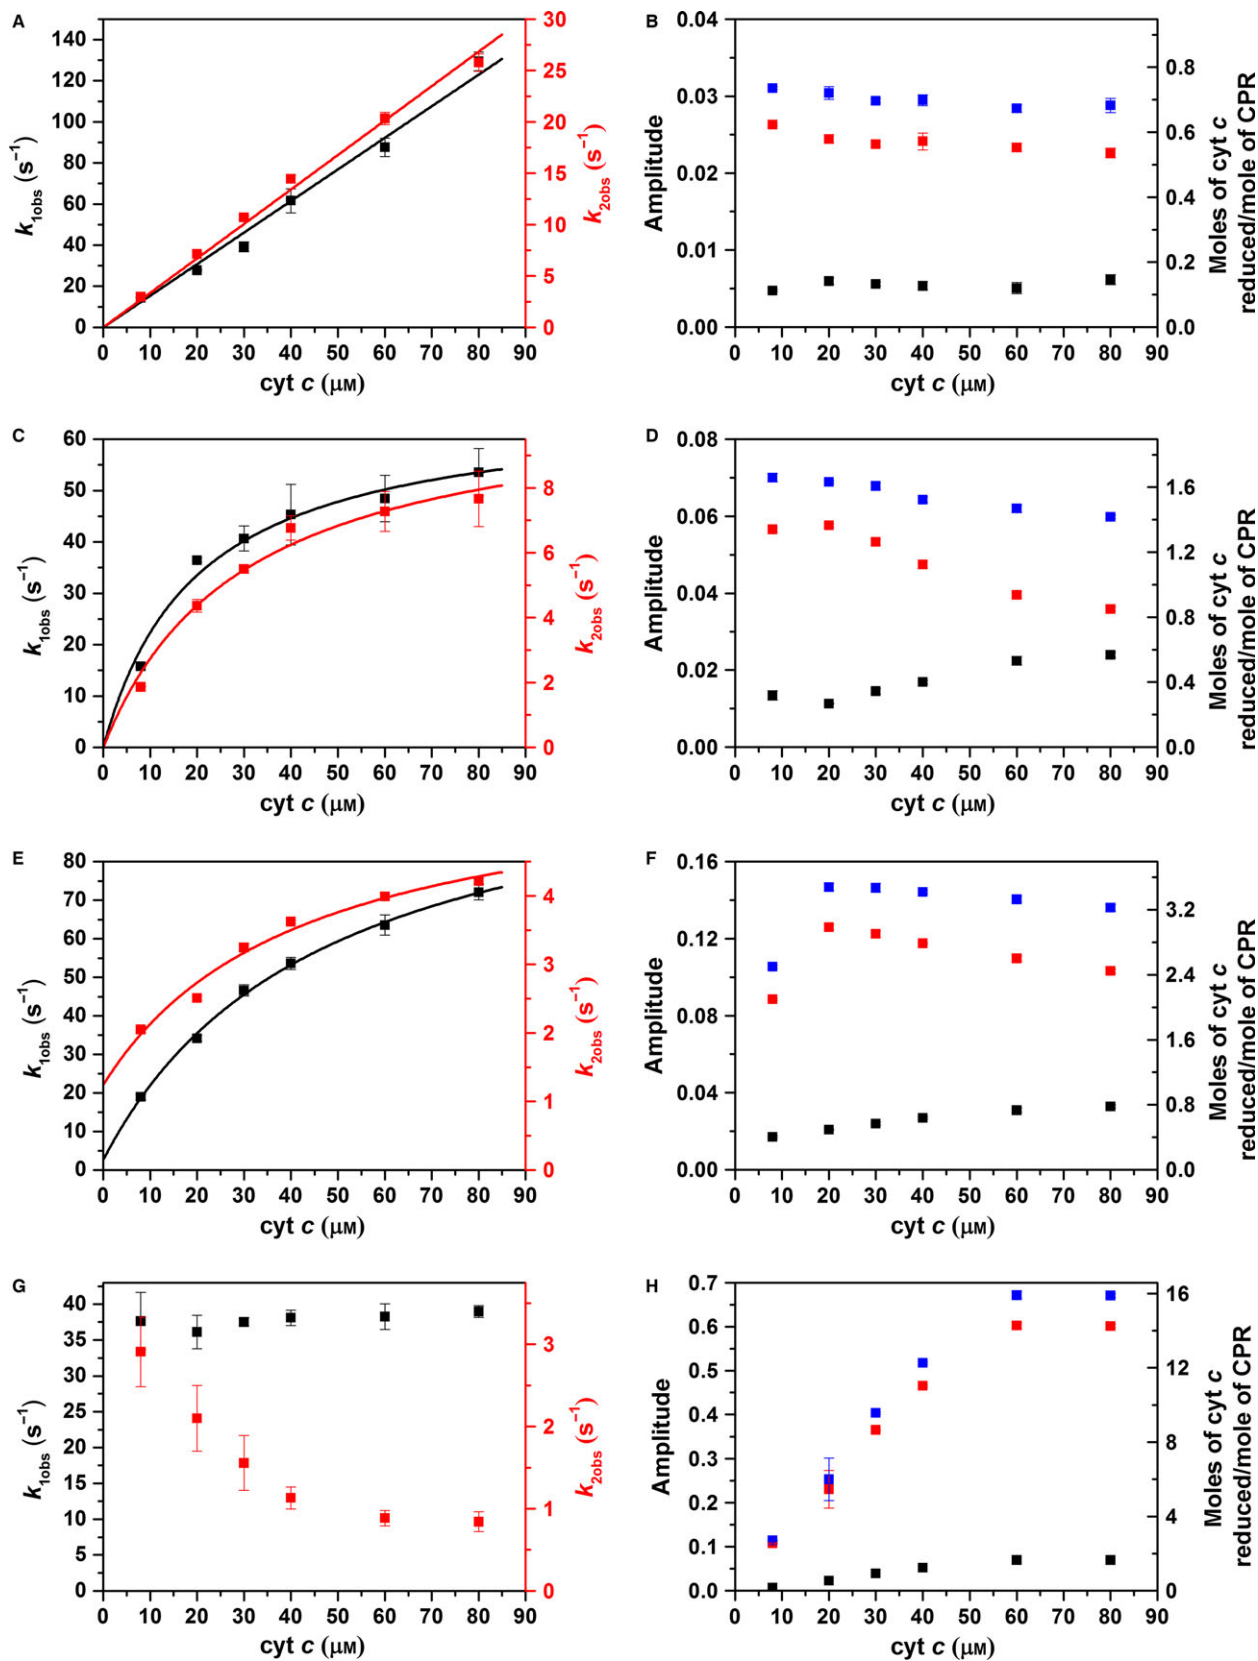 A
k1obs (s−1)
140
120
100
80
60
40
20
0
30
25
20
15
10
5
0
k2obs (s−1)
0 10 20 30 40 50 60 70 80 90
cyt c (μM)
B
Amplitude
0.04
0.03
0.02
0.01
0.00
0.8
0.6
0.4
0.2
0.0
Moles of cyt c
reduced/mole of CPR
0 10 20 30 40 50 60 70 80 90
cyt c (μM)
C
k1obs (s−1)
60
50
40
30
20
10
0
8
6
4
2
0
k2obs (s−1)
0 10 20 30 40 50 60 70 80 90
cyt c (μM)
D
Amplitude
0.08
0.06
0.04
0.02
0.00
1.6
1.2
0.8
0.4
0.0
Moles of cyt c
reduced/mole of CPR
0 10 20 30 40 50 60 70 80 90
cyt c (μM)
E
k1obs (s−1)
80
70
60
50
40
30
20
10
0
4
3
2
1
0
k2obs (s−1)
0 10 20 30 40 50 60 70 80 90
cyt c (μM)
F
Amplitude
0.16
0.12
0.08
0.04
0.00
3.2
2.4
1.6
0.8
0.0
Moles of cyt c
reduced/mole of CPR
0 10 20 30 40 50 60 70 80 90
cyt c (μM)
G
k1obs (s−1)
40
35
30
25
20
15
10
5
0
3
2
1
0
k2obs (s−1)
0 10 20 30 40 50 60 70 80 90
cyt c (μM)
H
Amplitude
0.7
0.6
0.5
0.4
0.3
0.2
0.1
0.0
16
12
8
4
0
Moles of cyt c
reduced/mole of CPR
0 10 20 30 40 50 60 70 80 90
cyt c (μM)